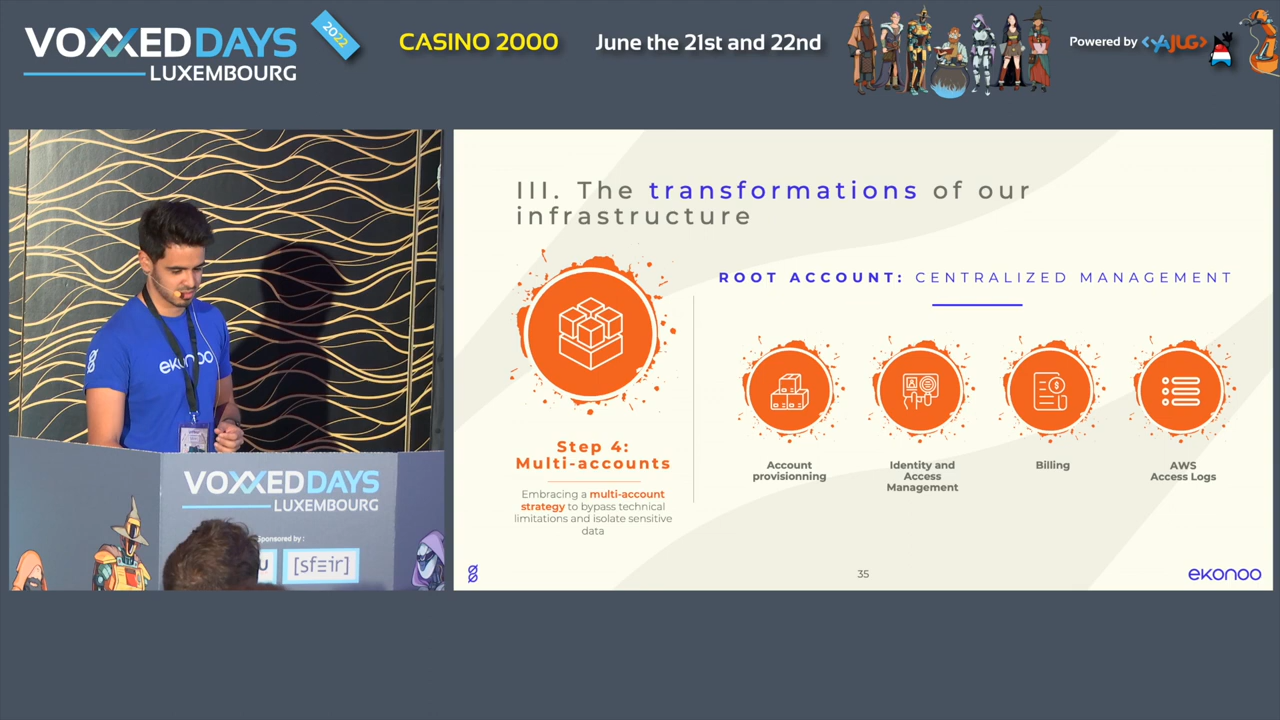 VOXXEDDAYS
LUXEMBOURG
2022
CASINO 2000
June the 21st and 22nd
Powered by <YAJUG>
ekonoo
VOXXEDDAYS
LUXEMBOURG
Sponsored by :
U
[sfeir]
III. The transformations of our
infrastructure
Step 4:
Multi-accounts
Embracing a multi-account
strategy to bypass technical
limitations and isolate sensitive
data
ROOT ACCOUNT: CENTRALIZED MANAGEMENT
Account
provisionning
Identity and
Access
Management
Billing
AWS
Access Logs
35
ekonoo